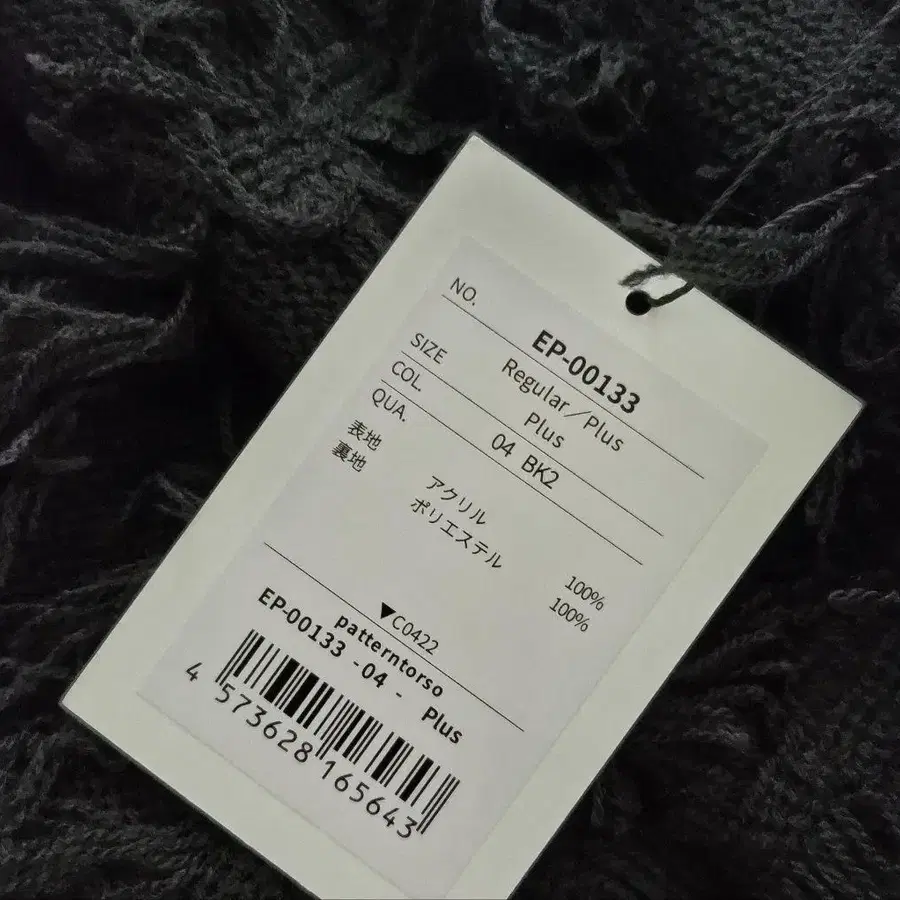 NO. EP-00133
Regular／Plus
SIZE Plus
COL. 04 BK2
QUA.
表地 アクリル 100%
裏地 ポリエステル 100%
▼C0422
patterntorso
EP-00133 -04 - Plus
4 573628 165643